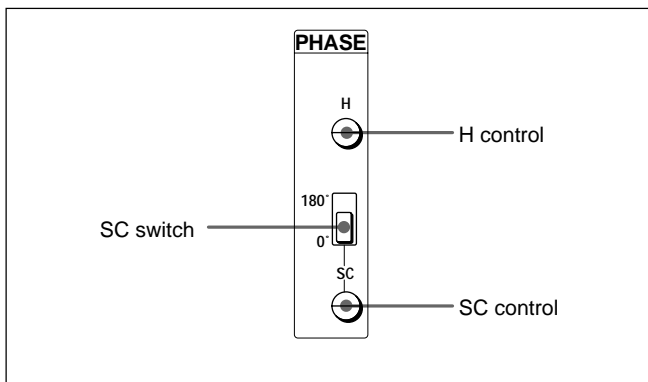 PHASE
H
H control
180°
SC switch
0°
SC
SC control